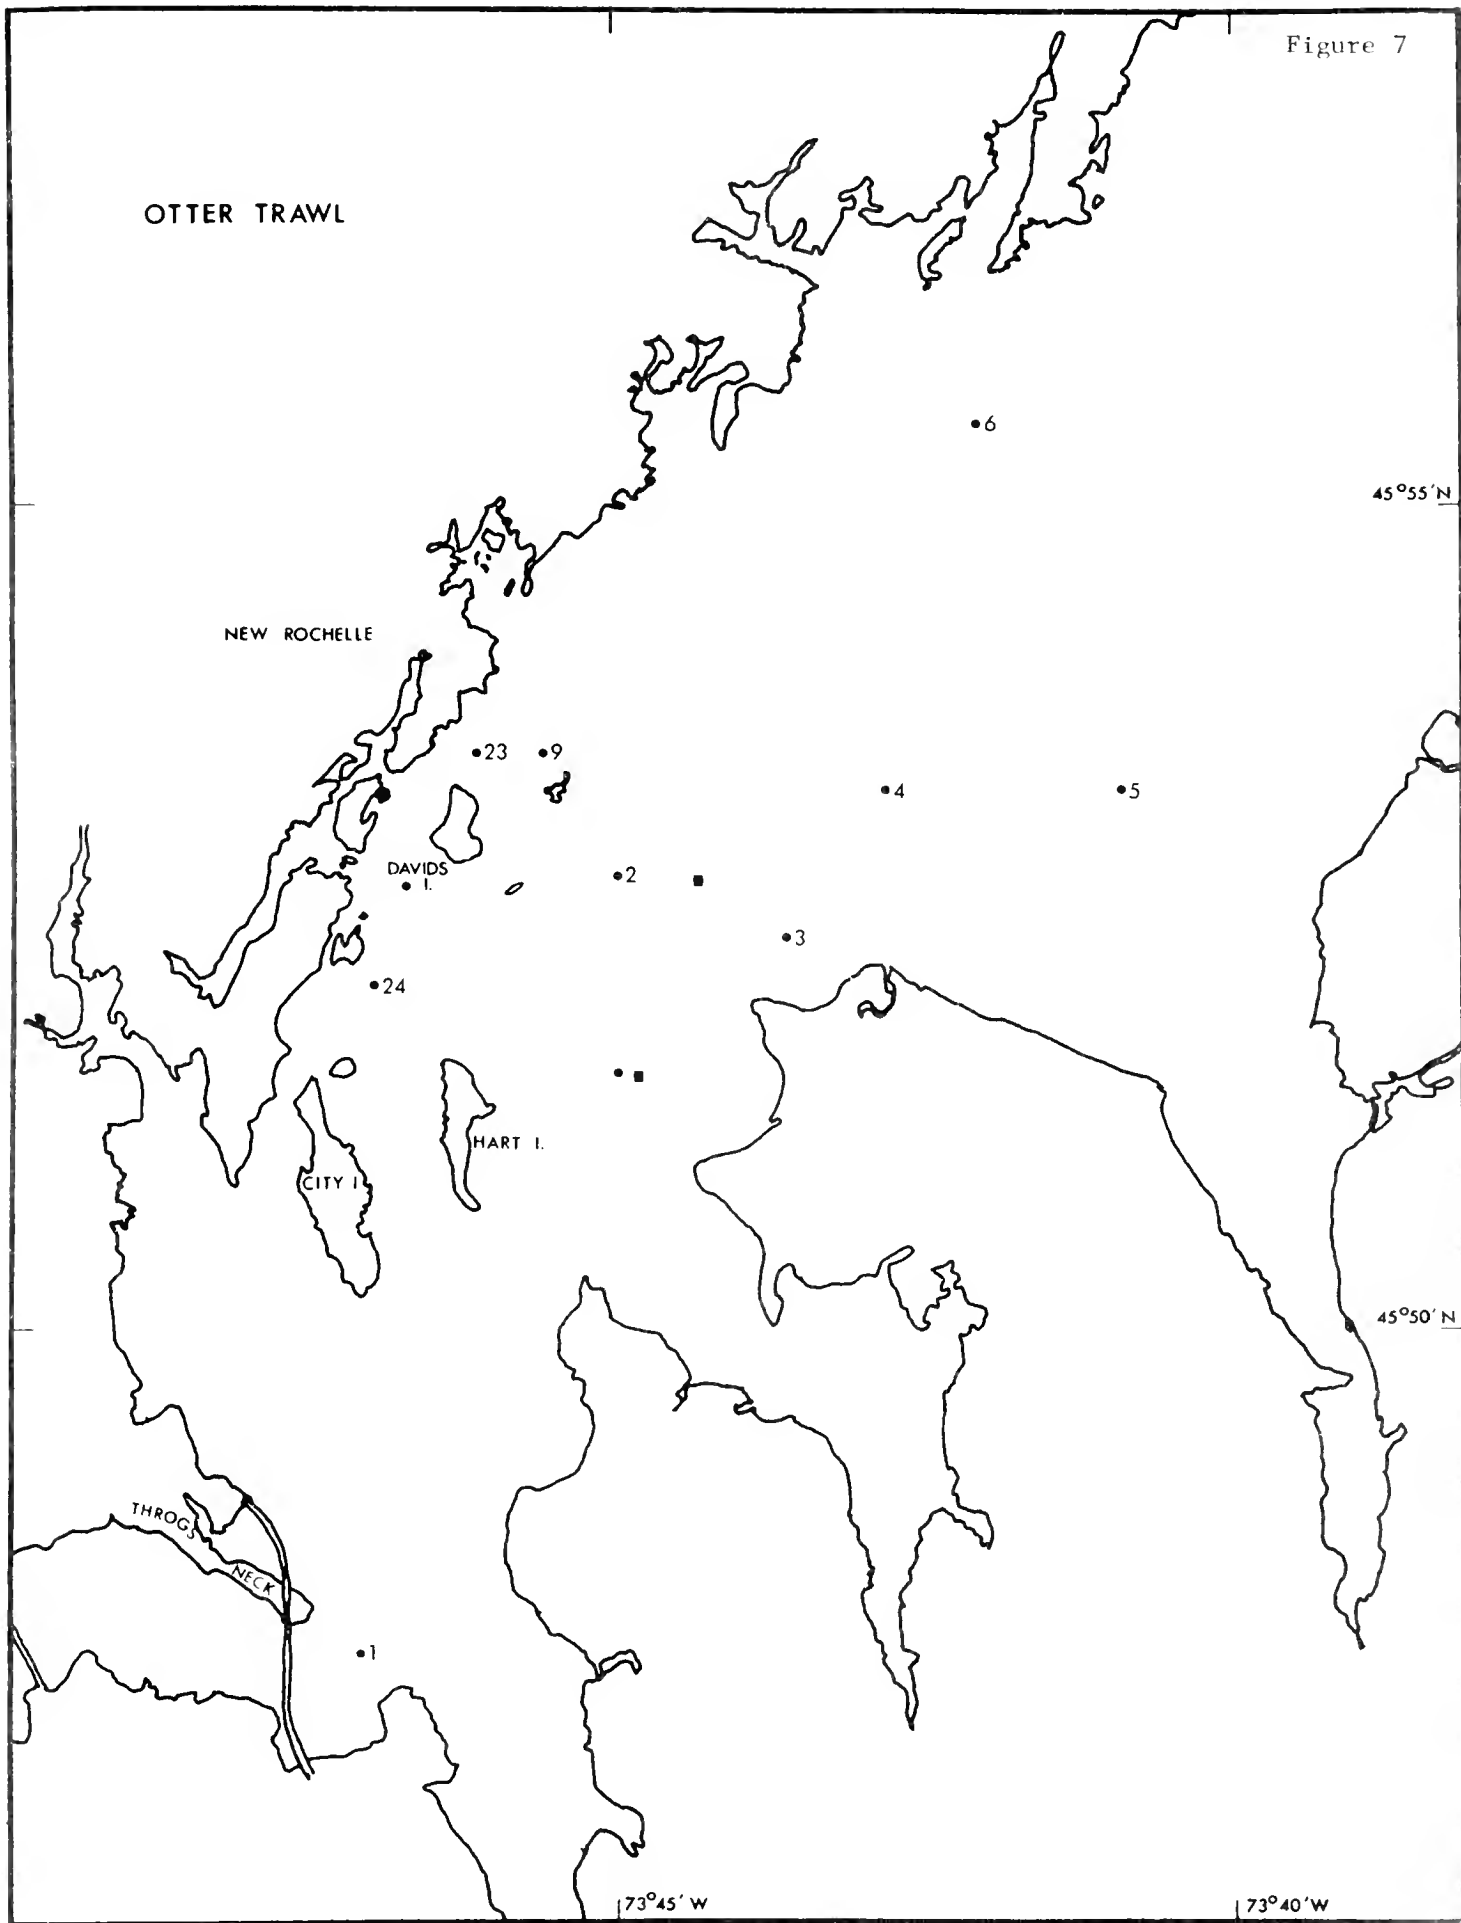 Figure 7
OTTER TRAWL
6
45°55'N
NEW ROCHELLE
23
9
4
5
DAVIDS
I.
2
3
24
HART I.
CITY I
45°50'N
THROGS
NECK
1
73°45'W
73°40'W